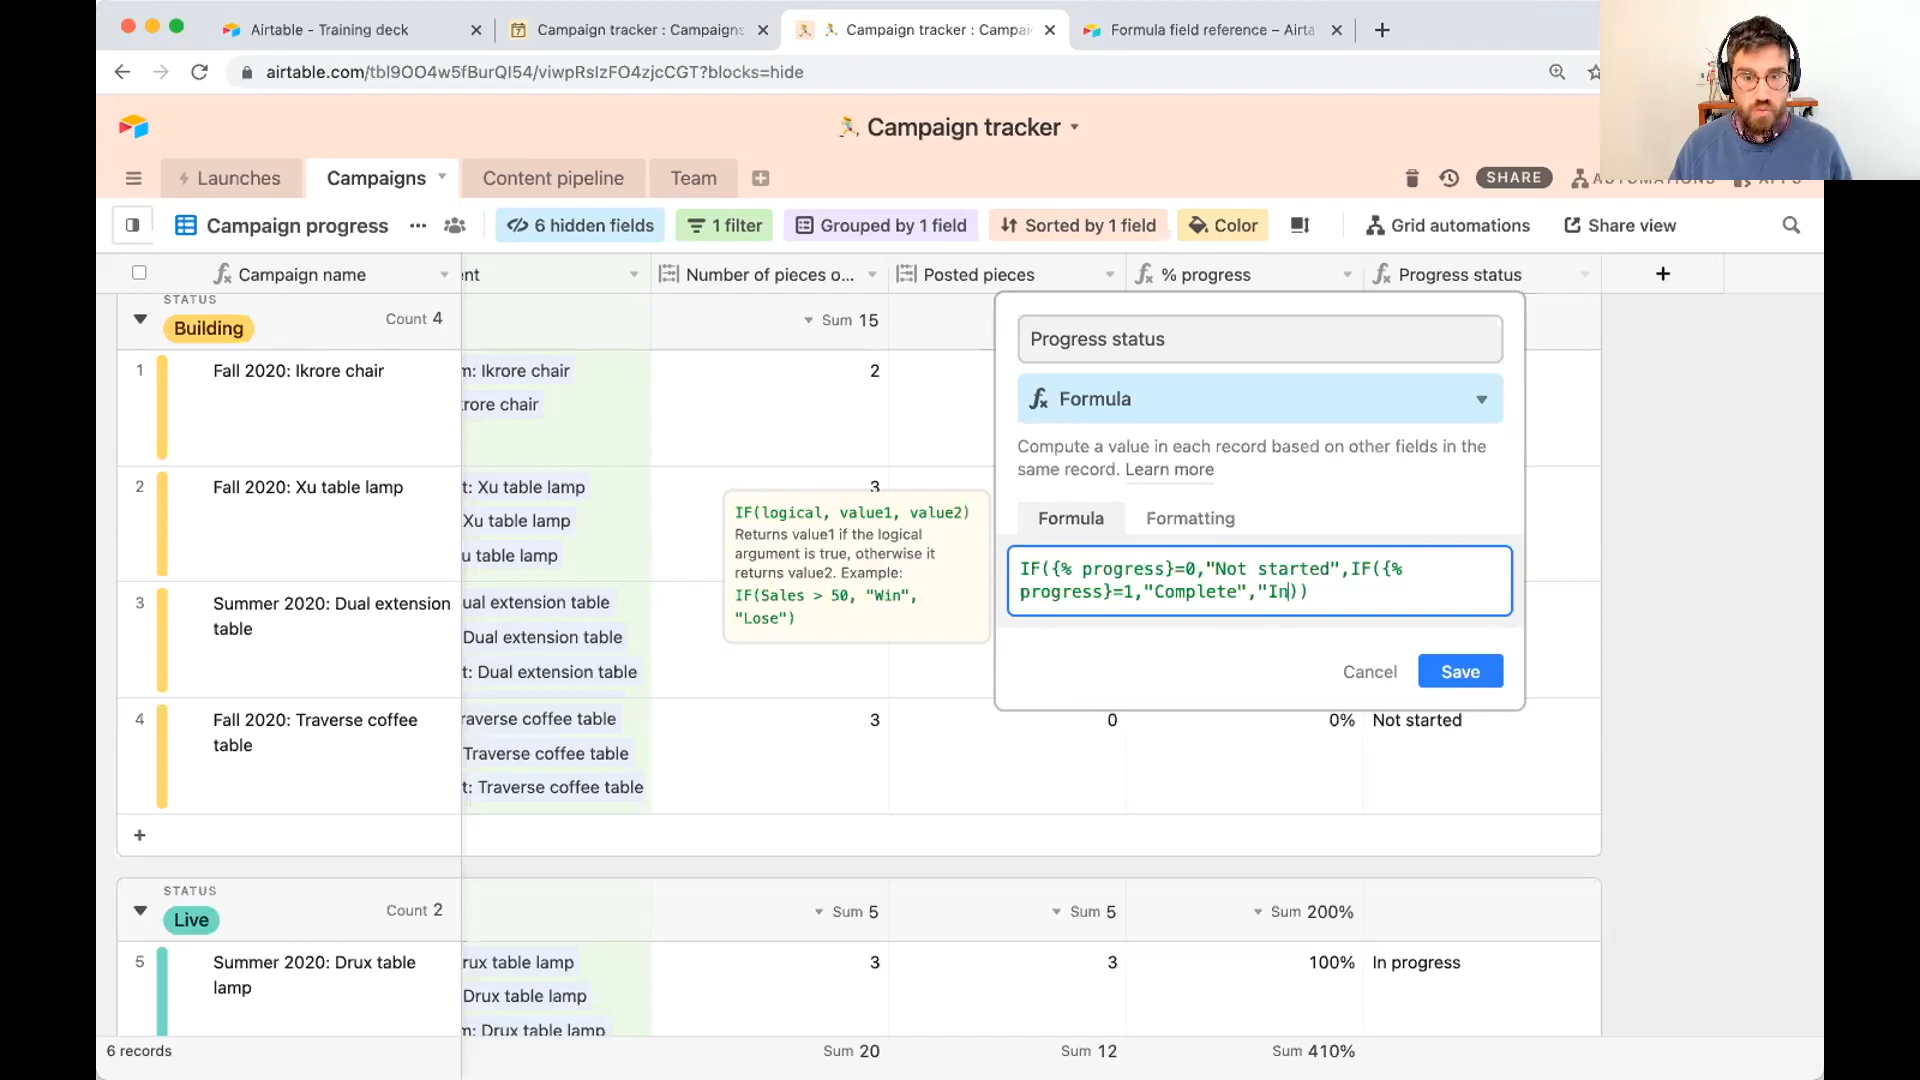 Airtable - Training deck
Campaign tracker : Campaigns
Campaign tracker : Campai
Formula field reference – Airta
airtable.com/tbl9OO4w5fBurQI54/viwpRsIzFO4zjcCGT?blocks=hide
Campaign tracker
Launches
Campaigns
Content pipeline
Team
SHARE
Campaign progress
6 hidden fields
1 filter
Grouped by 1 field
Sorted by 1 field
Color
Grid automations
Share view
Campaign name
nt
Number of pieces o...
Posted pieces
% progress
Progress status
STATUS
Building
Count 4
Sum 15
1
Fall 2020: Ikrore chair
m: Ikrore chair
krore chair
2
2
Fall 2020: Xu table lamp
t: Xu table lamp
Xu table lamp
u table lamp
3
3
Summer 2020: Dual extension
table
ual extension table
Dual extension table
t: Dual extension table
4
Fall 2020: Traverse coffee
table
raverse coffee table
Traverse coffee table
t: Traverse coffee table
3
0
0%
Not started
IF(logical, value1, value2)
Returns value1 if the logical
argument is true, otherwise it
returns value2. Example:
IF(Sales > 50, "Win",
"Lose")
Progress status
Formula
Compute a value in each record based on other fields in the
same record. Learn more
Formula
Formatting
IF({% progress}=0,"Not started",IF({%
progress}=1,"Complete","In))
Cancel
Save
STATUS
Live
Count 2
Sum 5
Sum 5
Sum 200%
5
Summer 2020: Drux table
lamp
rux table lamp
Drux table lamp
m: Drux table lamp
3
3
100%
In progress
6 records
Sum 20
Sum 12
Sum 410%